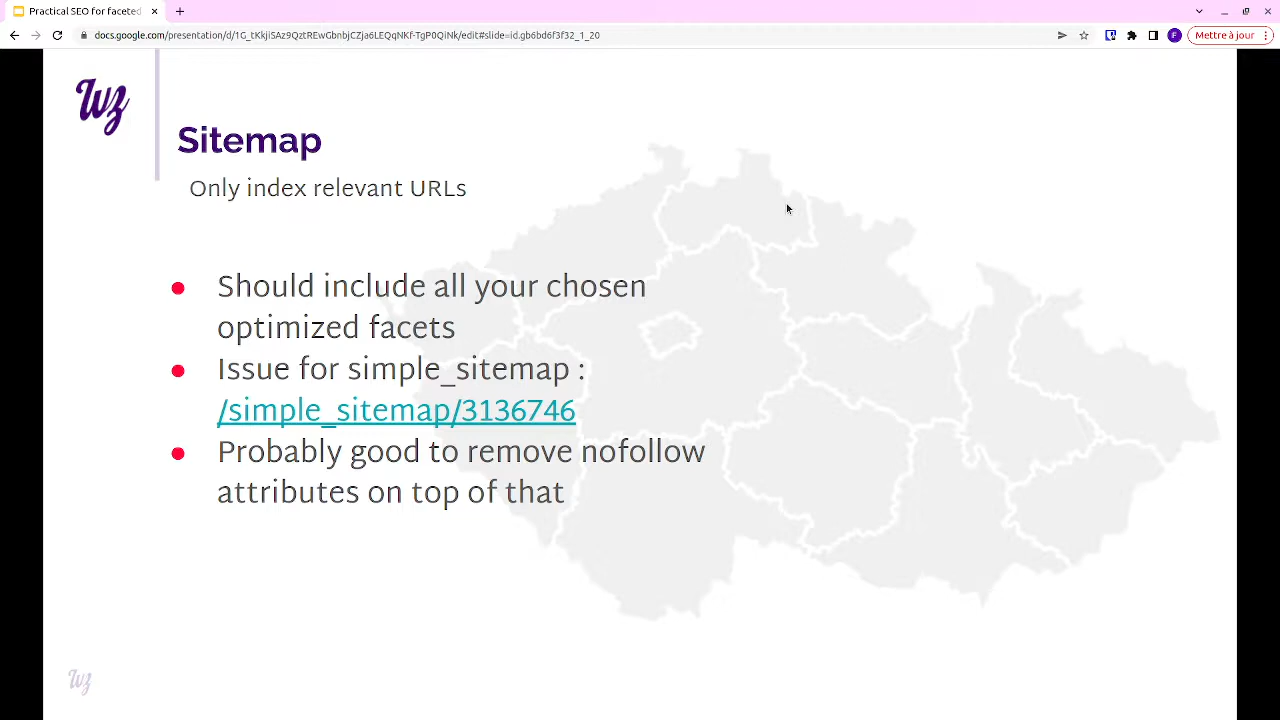 Practical SEO for faceted
docs.google.com/presentation/d/1G_tKkjiSAz9QztREwGbnbjCZja6LEQqNKf-TgP0QiNk/edit#slide=id.gb6bd6f3f32_1_20
F
Mettre à jour
Wz
Sitemap
Only index relevant URLs
● Should include all your chosen
optimized facets
● Issue for simple_sitemap :
/simple_sitemap/3136746
● Probably good to remove nofollow
attributes on top of that
Wz